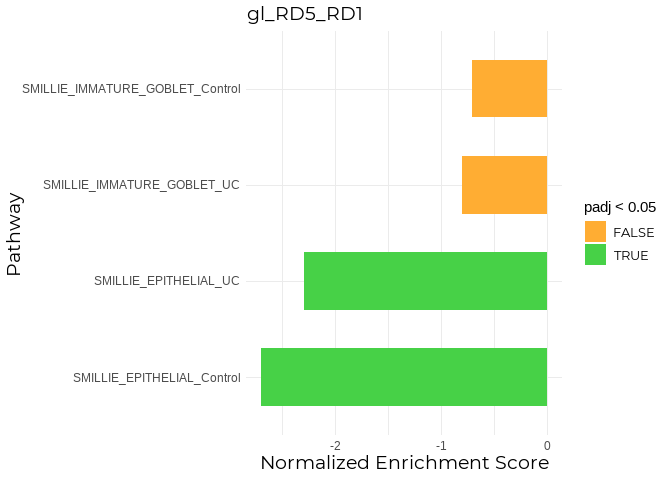 gl_RD5_RD1
SMILLIE_IMMATURE_GOBLET_Control
SMILLIE_IMMATURE_GOBLET_UC
SMILLIE_EPITHELIAL_UC
SMILLIE_EPITHELIAL_Control
Pathway
-2 -1 0
Normalized Enrichment Score
padj < 0.05
FALSE
TRUE